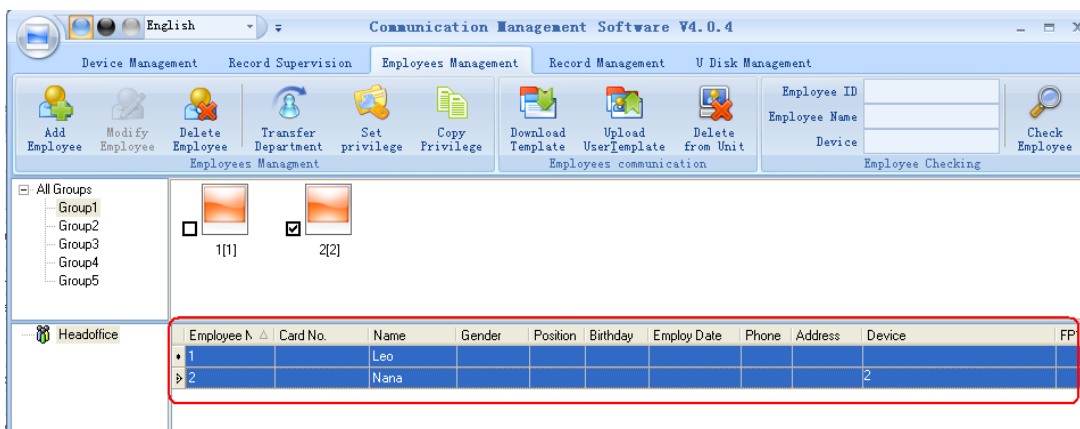 English
Communication Management Software V4.0.4
Device Management Record Supervision Employees Management Record Management U Disk Management
Add Employee
Modify Employee
Delete Employee
Transfer Department
Set privilege
Copy Privilege
Employees Managment
Download Template
Upload UserTemplate
Delete from Unit
Employees communication
Employee ID
Employee Name
Device
Check Employee
Employee Checking
All Groups
Group1
Group2
Group3
Group4
Group5
1[1] 2[2]
Headoffice
Employee N Card No. Name Gender Position Birthday Employ Date Phone Address Device FP
1 Leo
2 Nana 2